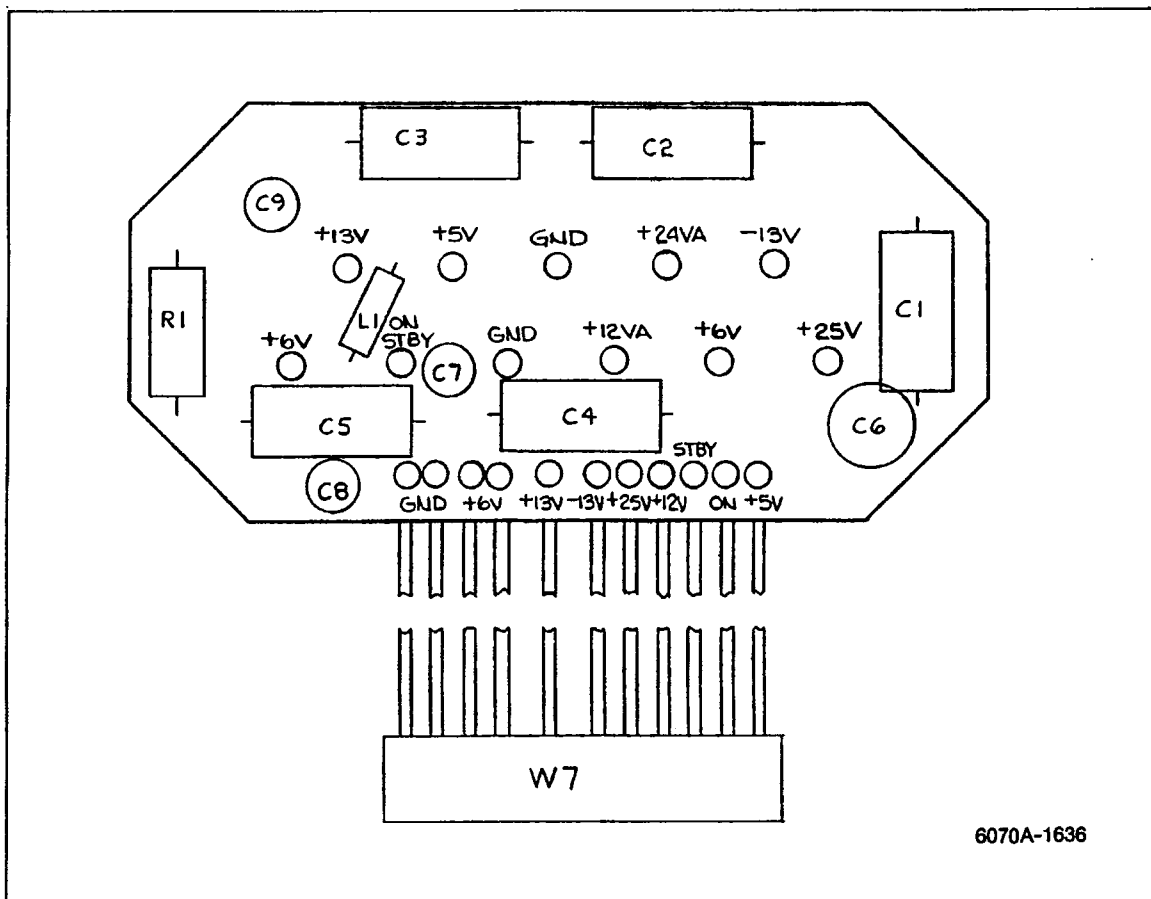 C3
C2
C9
+13V
+5V
GND
+24VA
-13V
R1
L1
C1
+6V
ON
STBY
GND
+12VA
+6V
+25V
C7
C5
C4
C6
STBY
C8
GND
+6V
+13V
-13V
+25V
+12V
ON
+5V
W7
6070A-1636